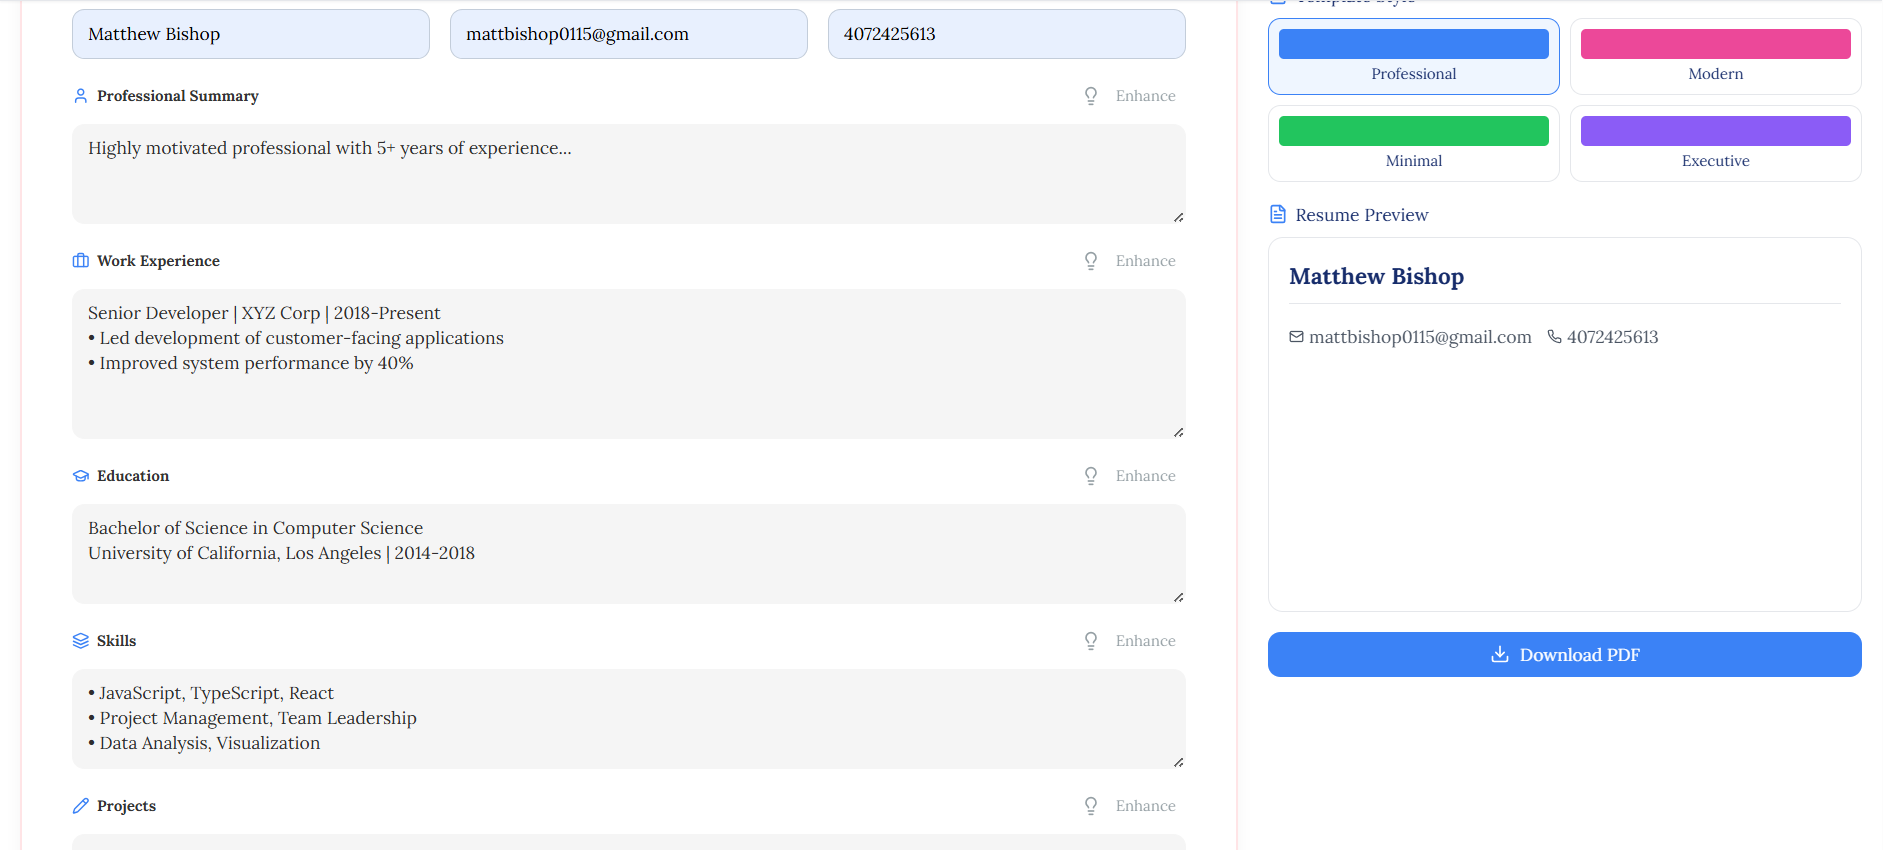 Matthew Bishop
mattbishop0115@gmail.com
4072425613
Professional Summary
Enhance
Highly motivated professional with 5+ years of experience...
Work Experience
Enhance
Senior Developer | XYZ Corp | 2018-Present
• Led development of customer-facing applications
• Improved system performance by 40%
Education
Enhance
Bachelor of Science in Computer Science
University of California, Los Angeles | 2014-2018
Skills
Enhance
• JavaScript, TypeScript, React
• Project Management, Team Leadership
• Data Analysis, Visualization
Projects
Enhance
Template Style
Professional
Modern
Minimal
Executive
Resume Preview
Matthew Bishop
mattbishop0115@gmail.com 4072425613
Download PDF